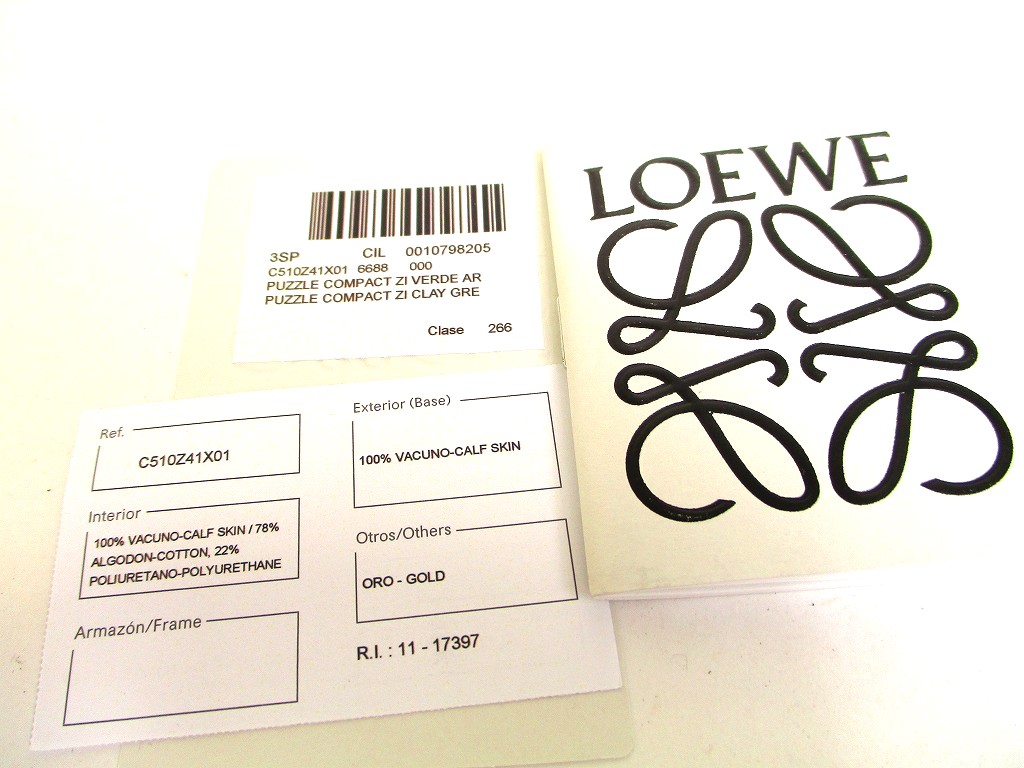 3SP CIL 0010798205
C510Z41X01 6688 000
PUZZLE COMPACT ZI VERDE AR
PUZZLE COMPACT ZI CLAY GRE
Clase 266
Ref.
C510Z41X01
Interior
100% VACUNO-CALF SKIN / 78%
ALGODON-COTTON, 22%
POLIURETANO-POLYURETHANE
Armazón/Frame
Exterior (Base)
100% VACUNO-CALF SKIN
Otros/Others
ORO - GOLD
R.I. : 11 - 17397
LOEWE